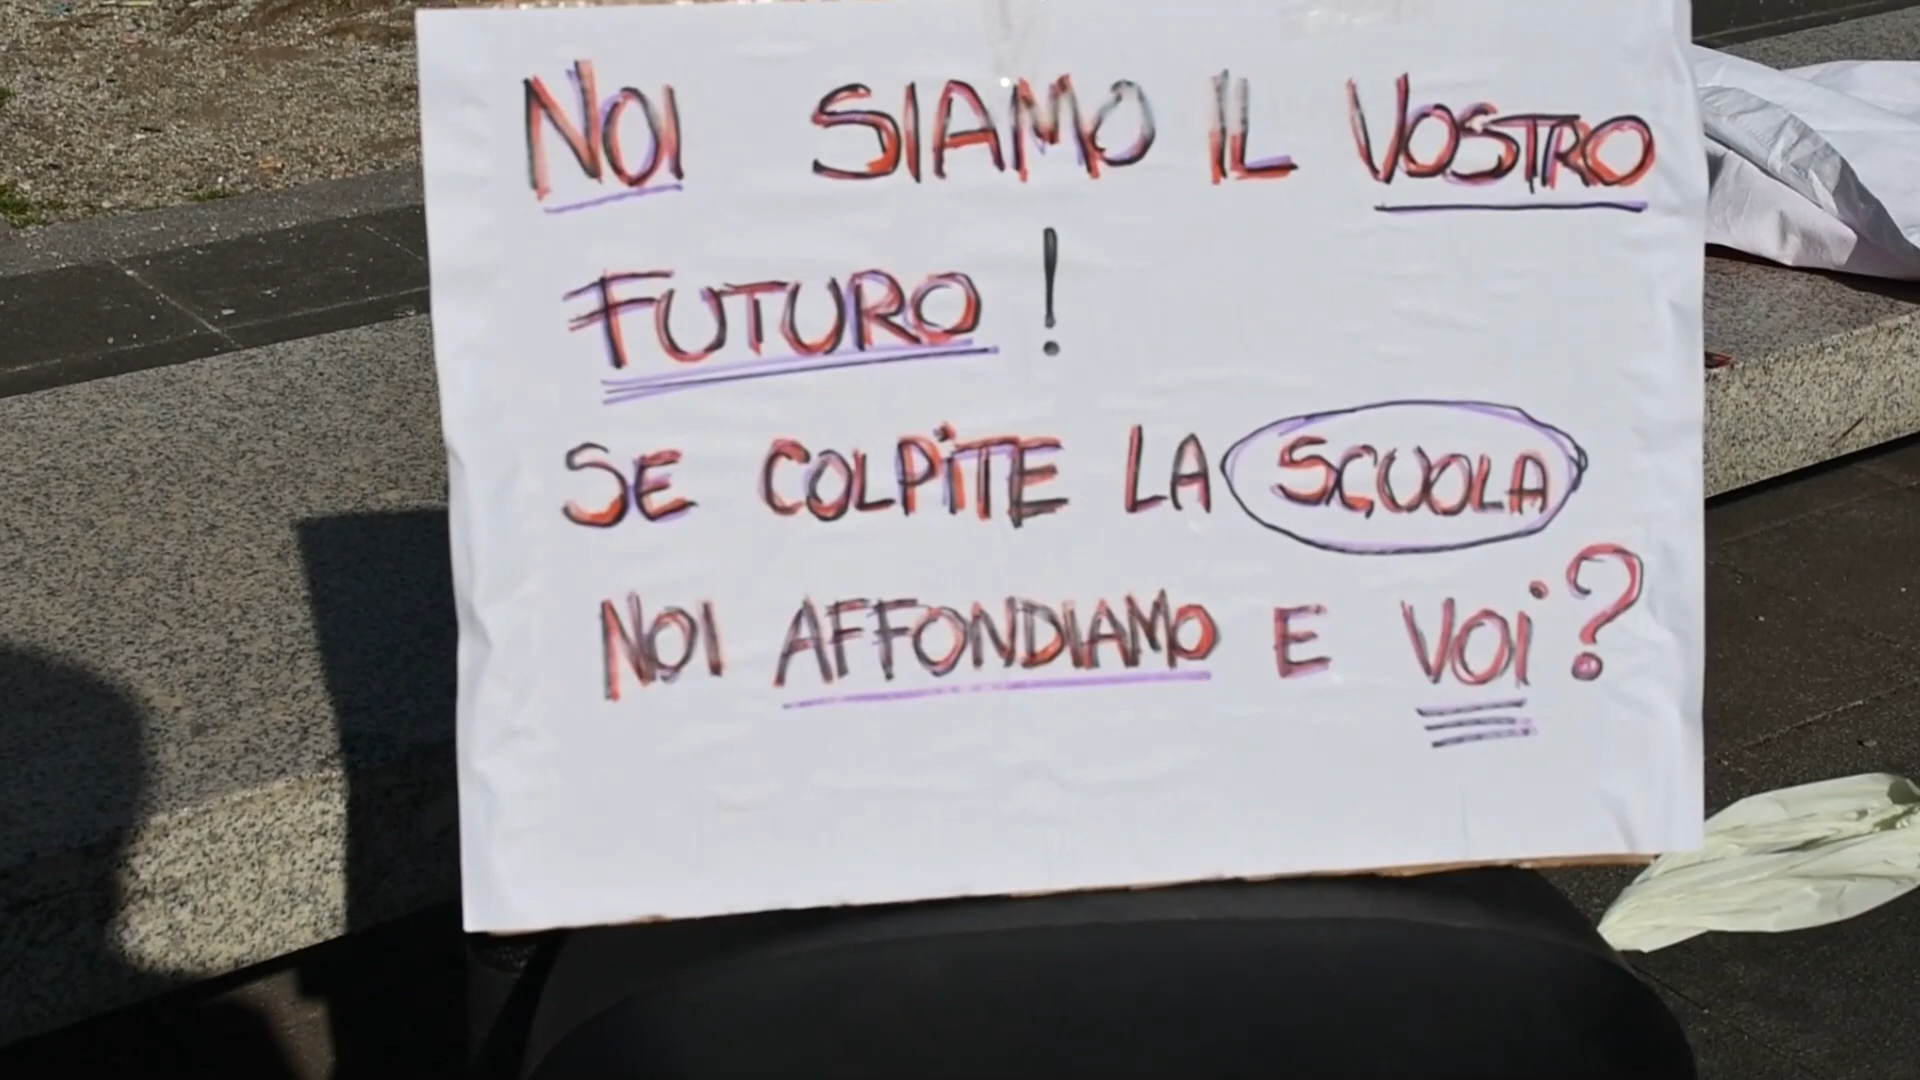 NOI SIAMO IL VOSTRO
FUTURO!
SE COLPITE LA SCUOLA
NOI AFFONDIAMO E VOI?